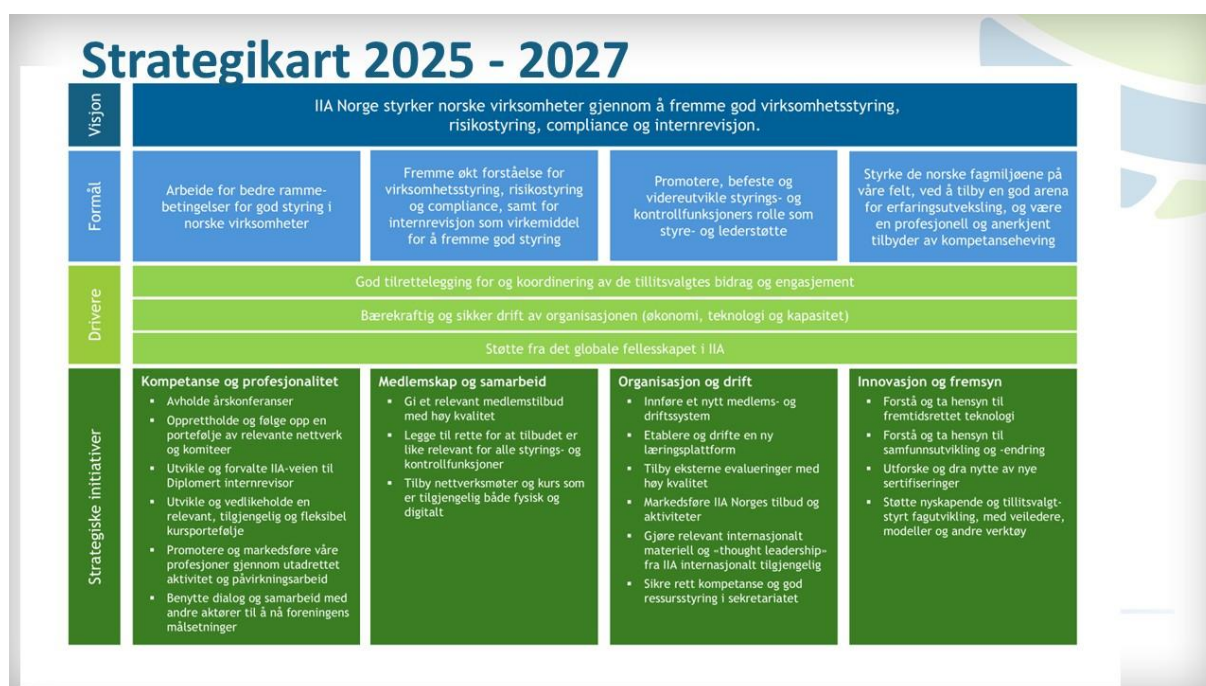 Strategikart 2025 - 2027
Visjon
IIA Norge styrker norske virksomheter gjennom å fremme god virksomhetsstyring,
risikostyring, compliance og internrevisjon.
Formål
Arbeide for bedre ramme-
betingelser for god styring i
norske virksomheter
Fremme økt forståelse for
virksomhetsstyring, risikostyring
og compliance, samt for
internrevisjon som virkemiddel
for å fremme god styring
Promotere, befeste og
videreutvikle styrings- og
kontrollfunksjoners rolle som
styre- og lederstøtte
Styrke de norske fagmiljøene på
våre felt, ved å tilby en god arena
for erfaringsutveksling, og være
en profesjonell og anerkjent
tilbyder av kompetanseheving
Drivere
God tilrettelegging for og koordinering av de tillitsvalgtes bidrag og engasjement
Bærekraftig og sikker drift av organisasjonen (økonomi, teknologi og kapasitet)
Støtte fra det globale fellesskapet i IIA
Strategiske initiativer
Kompetanse og profesjonalitet
▪ Avholde årskonferanser
▪ Opprettholde og følge opp en
portefølje av relevante nettverk
og komiteer
▪ Utvikle og forvalte IIA-veien til
Diplomert internrevisor
▪ Utvikle og vedlikeholde en
relevant, tilgjengelig og fleksibel
kursportefølje
▪ Promotere og markedsføre våre
profesjoner gjennom utadrettet
aktivitet og påvirkningsarbeid
▪ Benytte dialog og samarbeid med
andre aktører til å nå foreningens
målsetninger
Medlemskap og samarbeid
▪ Gi et relevant medlemstilbud
med høy kvalitet
▪ Legge til rette for at tilbudet er
like relevant for alle styrings- og
kontrollfunksjoner
▪ Tilby nettverksmøter og kurs som
er tilgjengelig både fysisk og
digitalt
Organisasjon og drift
▪ Innføre et nytt medlems- og
driftssystem
▪ Etablere og drifte en ny
læringsplattform
▪ Tilby eksterne evalueringer med
høy kvalitet
▪ Markedsføre IIA Norges tilbud og
aktiviteter
▪ Gjøre relevant internasjonalt
materiell og «thought leadership»
fra IIA internasjonalt tilgjengelig
▪ Sikre rett kompetanse og god
ressursstyring i sekretariatet
Innovasjon og fremsyn
▪ Forstå og ta hensyn til
fremtidsrettet teknologi
▪ Forstå og ta hensyn til
samfunnsutvikling og -endring
▪ Utforske og dra nytte av nye
sertifiseringer
▪ Støtte nyskapende og tillitsvalgt-
styrt fagutvikling, med veiledere,
modeller og andre verktøy